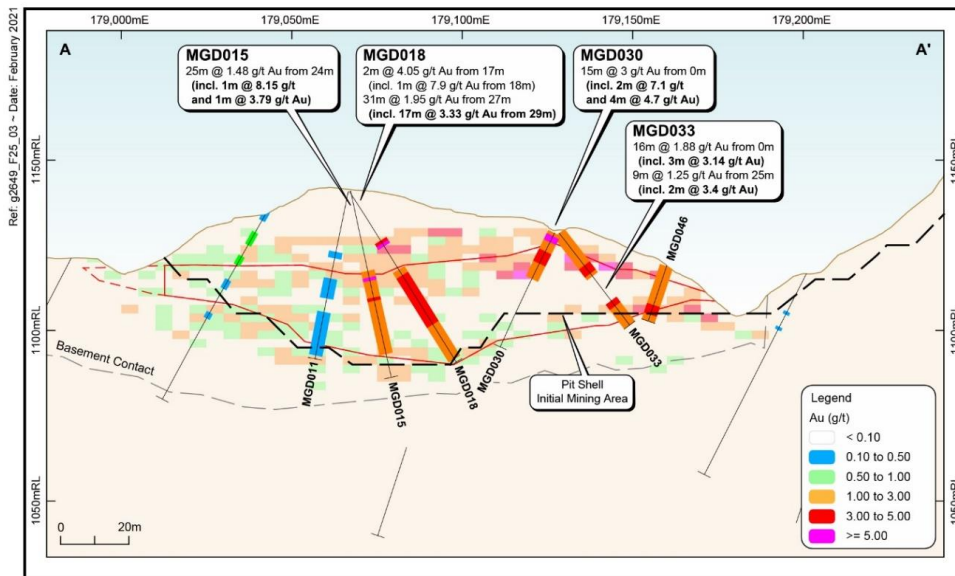 Ref: g2649_F25_03 ~ Date: February 2021
179,000mE
179,050mE
179,100mE
179,150mE
179,200mE
A
A'
MGD015
25m @ 1.48 g/t Au from 24m
(incl. 1m @ 8.15 g/t
and 1m @ 3.79 g/t Au)
MGD018
2m @ 4.05 g/t Au from 17m
(incl. 1m @ 7.9 g/t Au from 18m)
31m @ 1.95 g/t Au from 27m
(incl. 17m @ 3.33 g/t Au from 29m)
MGD030
15m @ 3 g/t Au from 0m
(incl. 2m @ 7.1 g/t
and 4m @ 4.7 g/t Au)
MGD033
16m @ 1.88 g/t Au from 0m
(incl. 3m @ 3.14 g/t Au)
9m @ 1.25 g/t Au from 25m
(incl. 2m @ 3.4 g/t Au)
1150mRL
1100mRL
1050mRL
1150mRL
1100mRL
1050mRL
MGD046
Basement Contact
MGD011
MGD015
MGD018
MGD030
MGD033
Pit Shell
Initial Mining Area
Legend
Au (g/t)
< 0.10
0.10 to 0.50
0.50 to 1.00
1.00 to 3.00
3.00 to 5.00
>= 5.00
0
20m